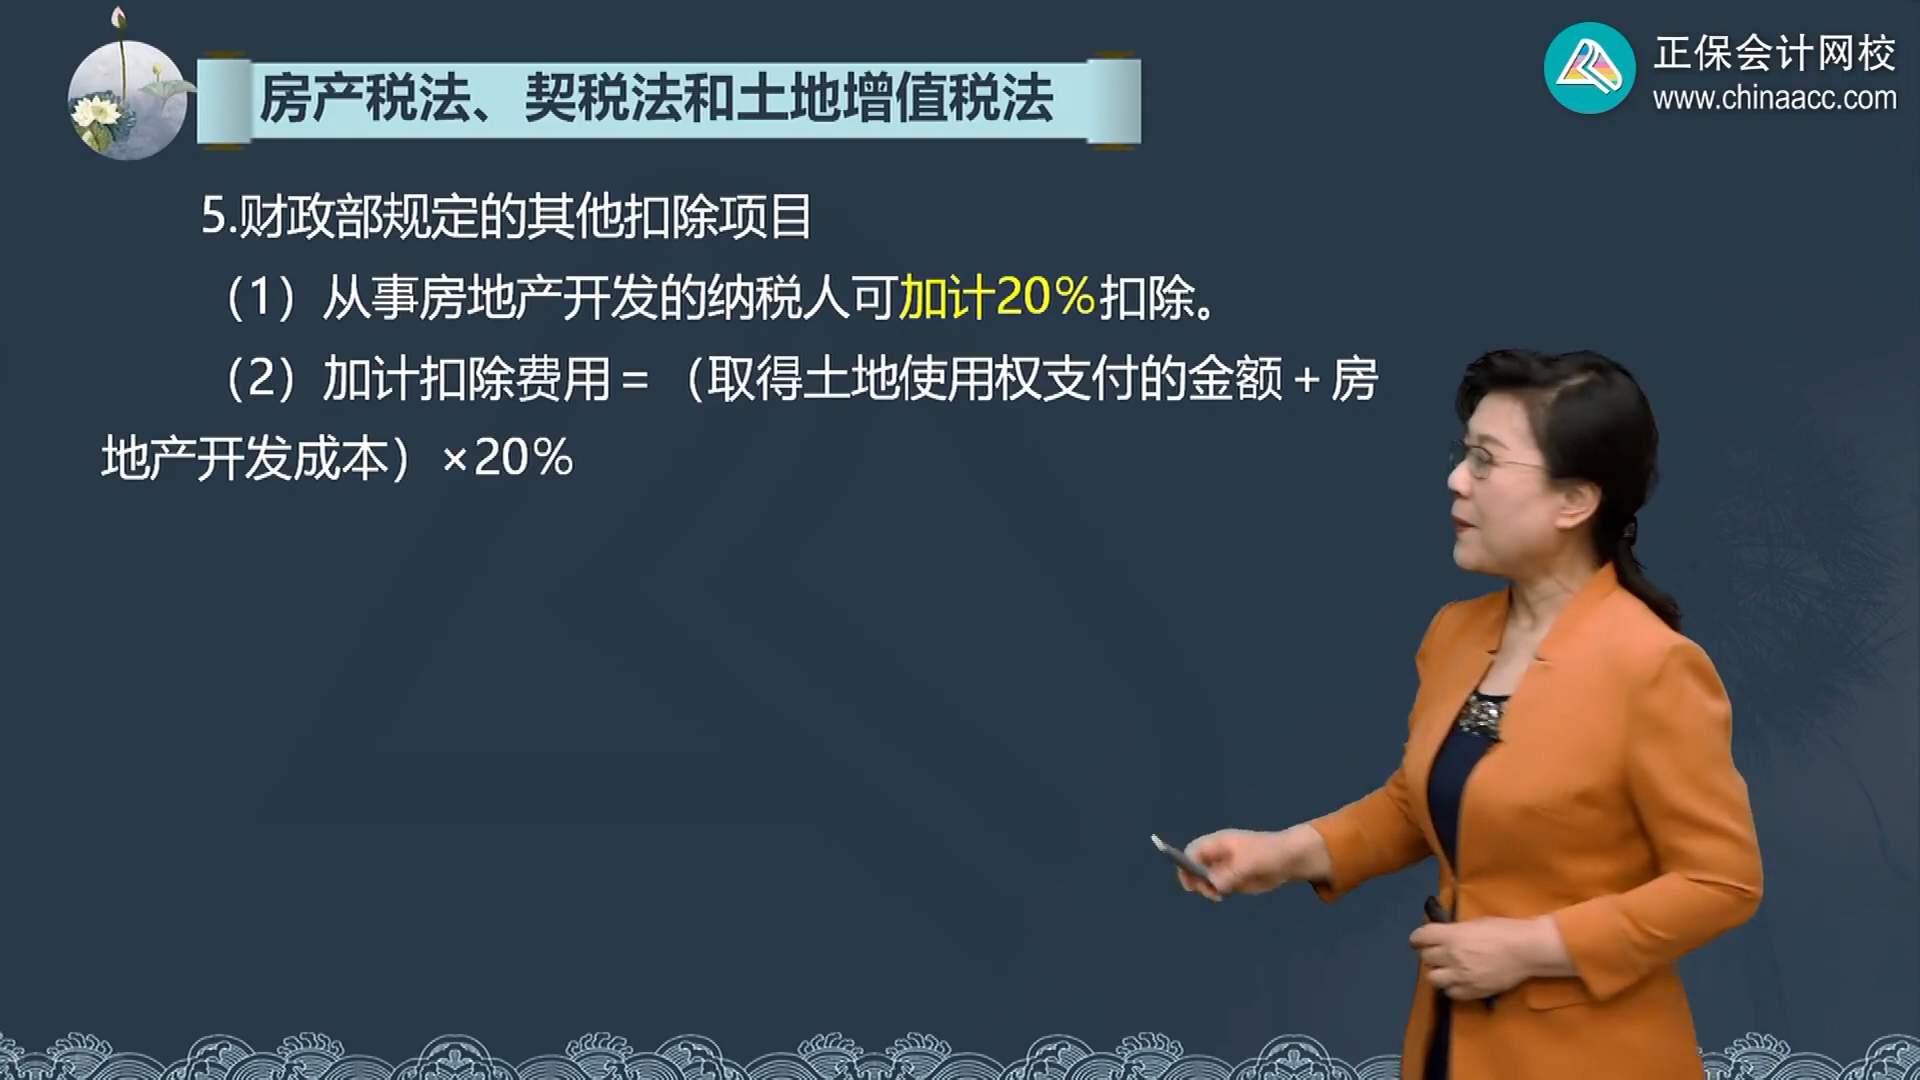 房产税法、契税法和土地增值税法
正保会计网校
www.chinaacc.com
5.财政部规定的其他扣除项目
（1）从事房地产开发的纳税人可加计20%扣除。
（2）加计扣除费用＝（取得土地使用权支付的金额＋房
地产开发成本）×20%